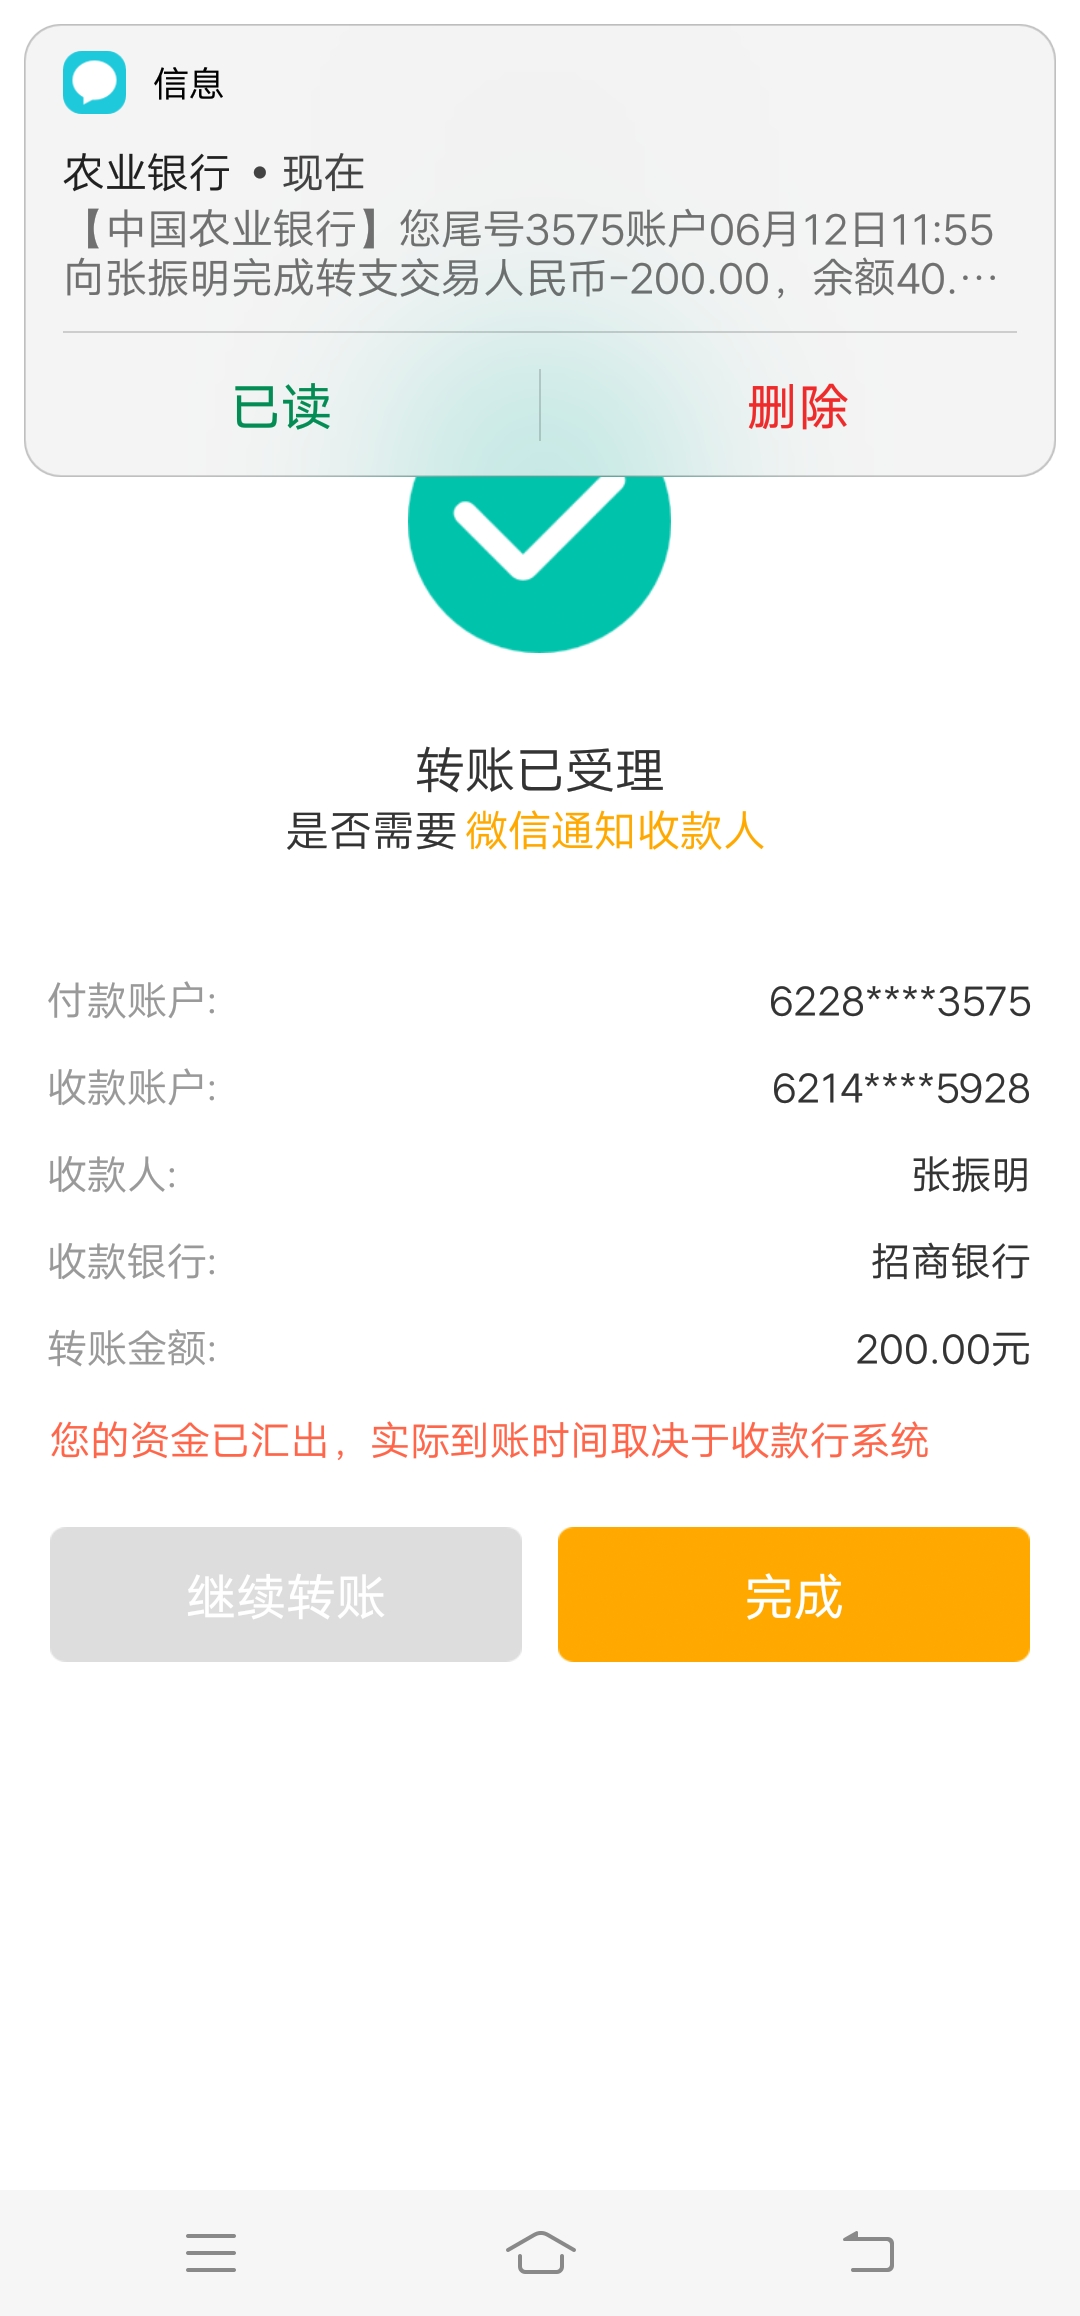 信息
农业银行 • 现在
【中国农业银行】您尾号3575账户06月12日11:55
向张振明完成转支交易人民币-200.00，余额40.…
已读
删除
转账已受理
是否需要 微信通知收款人
付款账户: 6228****3575
收款账户: 6214****5928
收款人: 张振明
收款银行: 招商银行
转账金额: 200.00元
您的资金已汇出，实际到账时间取决于收款行系统
继续转账
完成